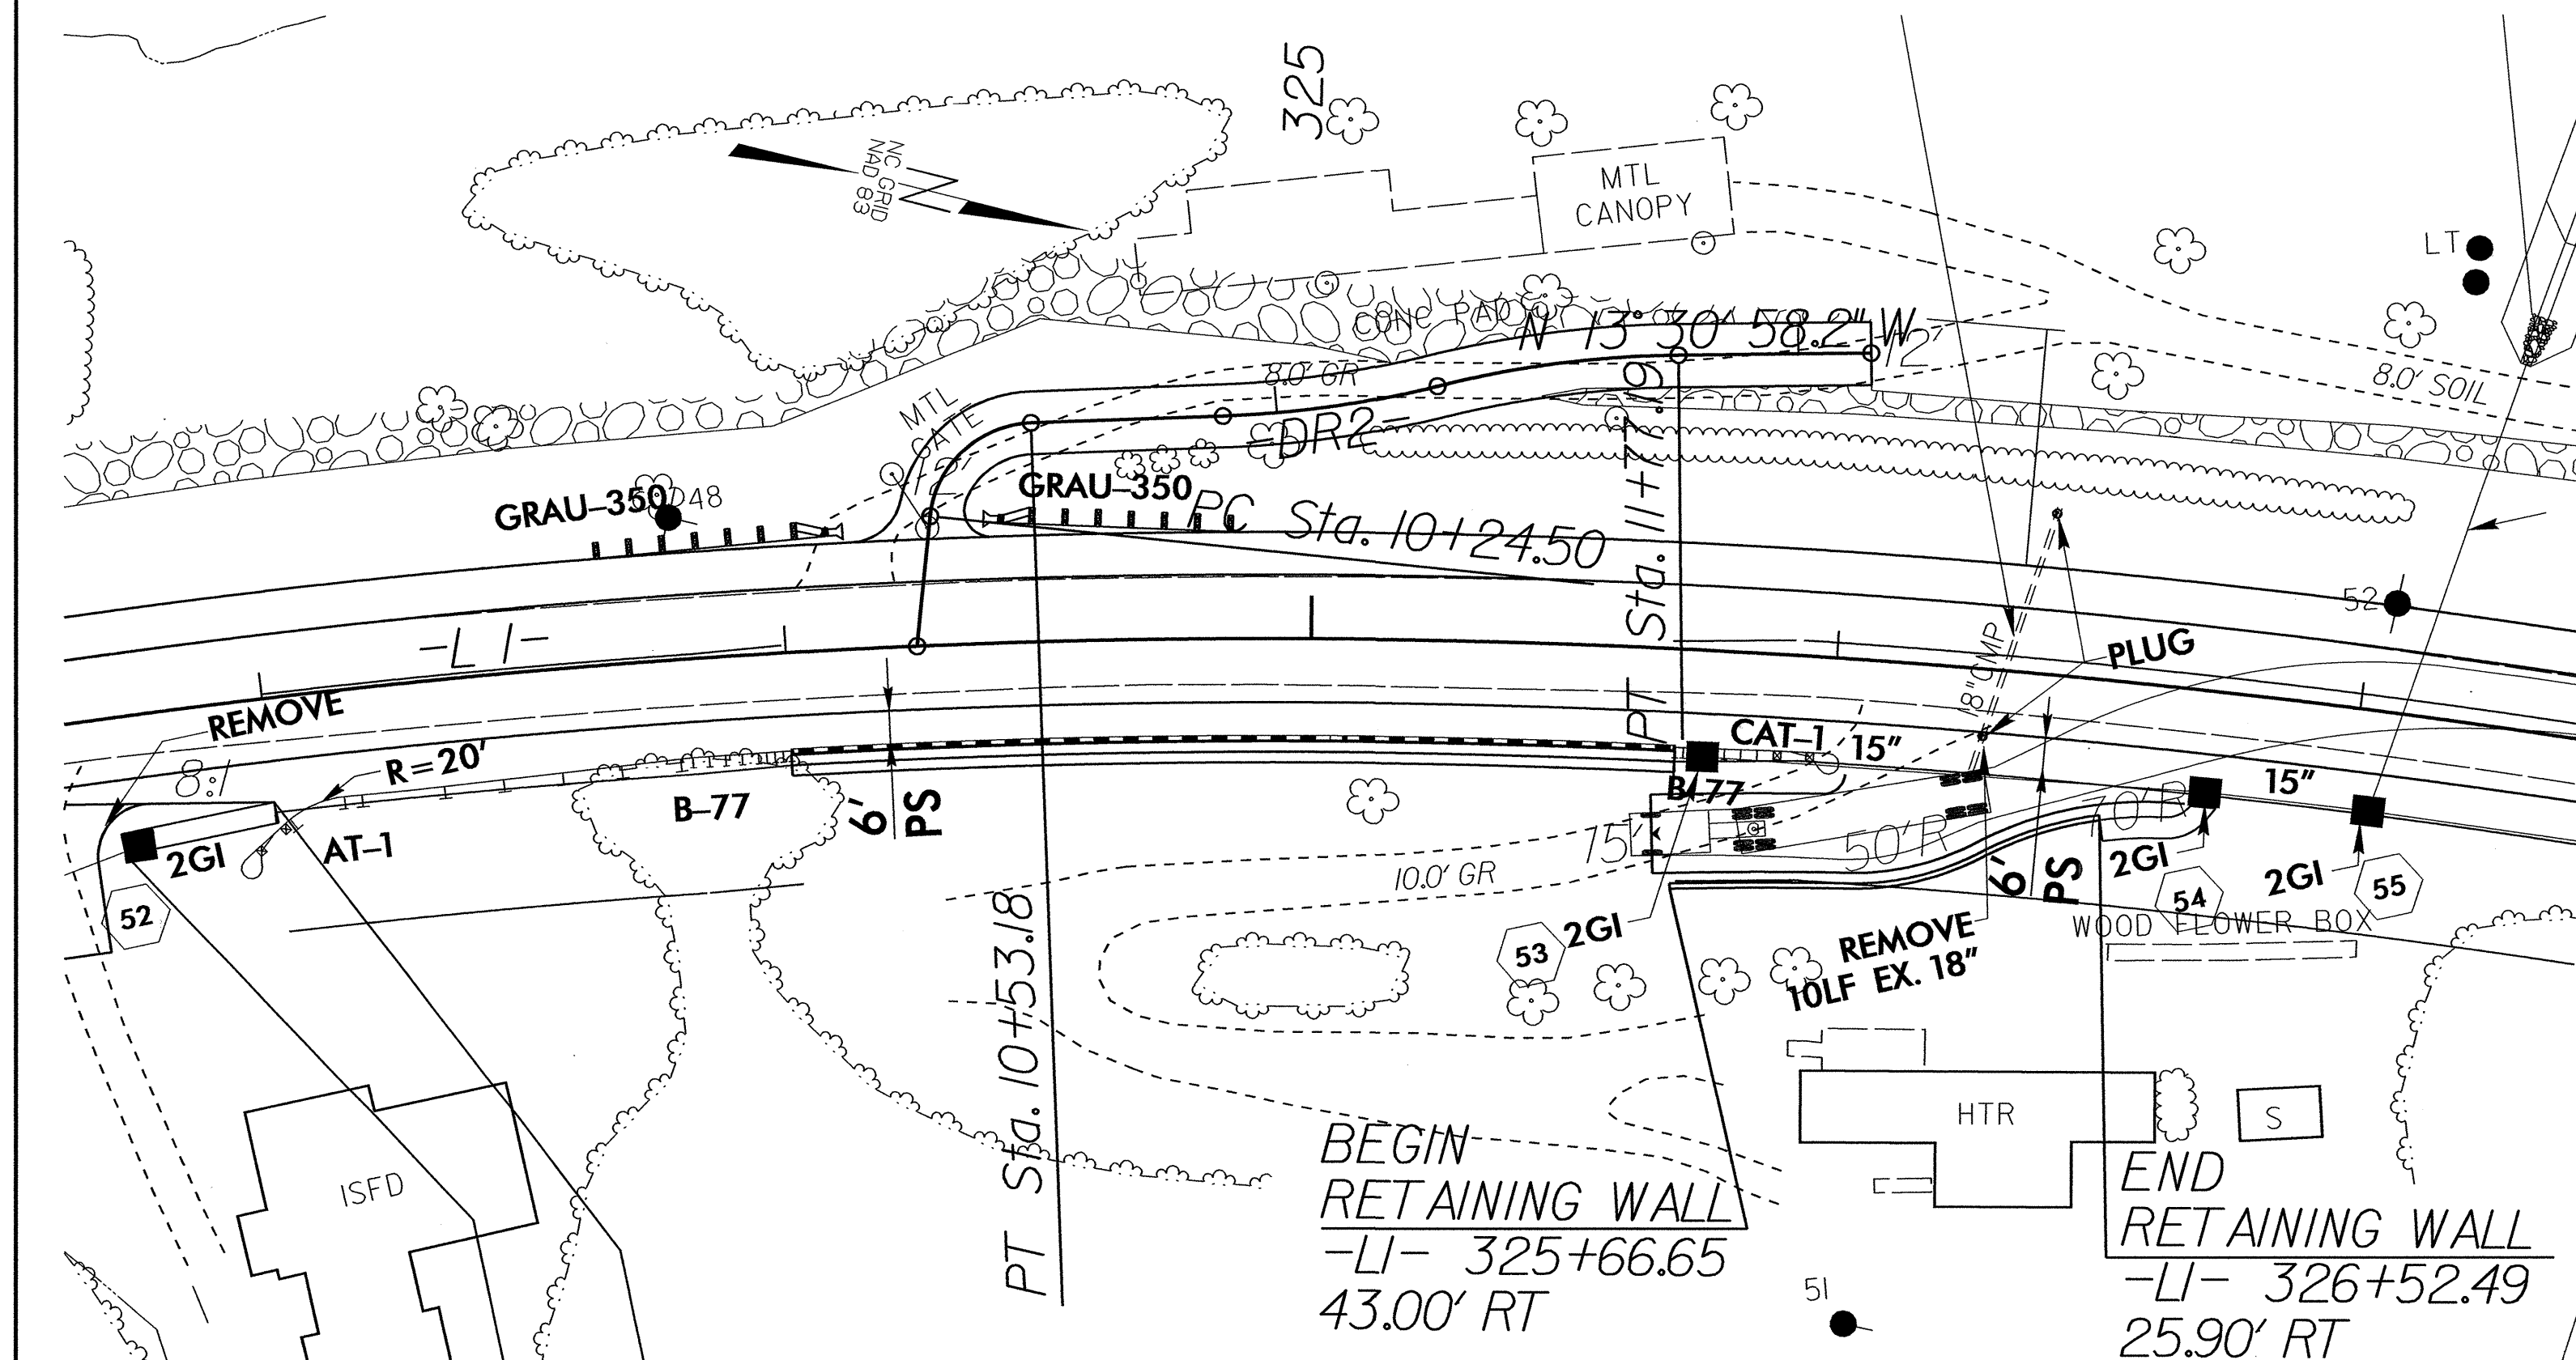 325
NC GRID
NAD 83
MTL
CANOPY
LT
CONC PAD
N 13° 30' 58.2" W
12'
8.0' GR
8.0' SOIL
MTL
GATE
-DR2-
GRAU-350
48
GRAU-350
PC Sta. 10+24.50
PT Sta. 11+77.19
52
-L1-
18" CMP
PLUG
REMOVE
8:1
R=20'
B-77
6'
PS
CAT-1
15"
B-77
2GI
AT-1
52
15'
50'R
70'R
15"
6'
PS
2GI
54
2GI
55
10.0' GR
53
2GI
REMOVE
10LF EX. 18"
WOOD FLOWER BOX
PT Sta. 10+53.18
ISFD
HTR
S
BEGIN
RETAINING WALL
-L1- 325+66.65
43.00' RT
51
END
RETAINING WALL
-L1- 326+52.49
25.90' RT